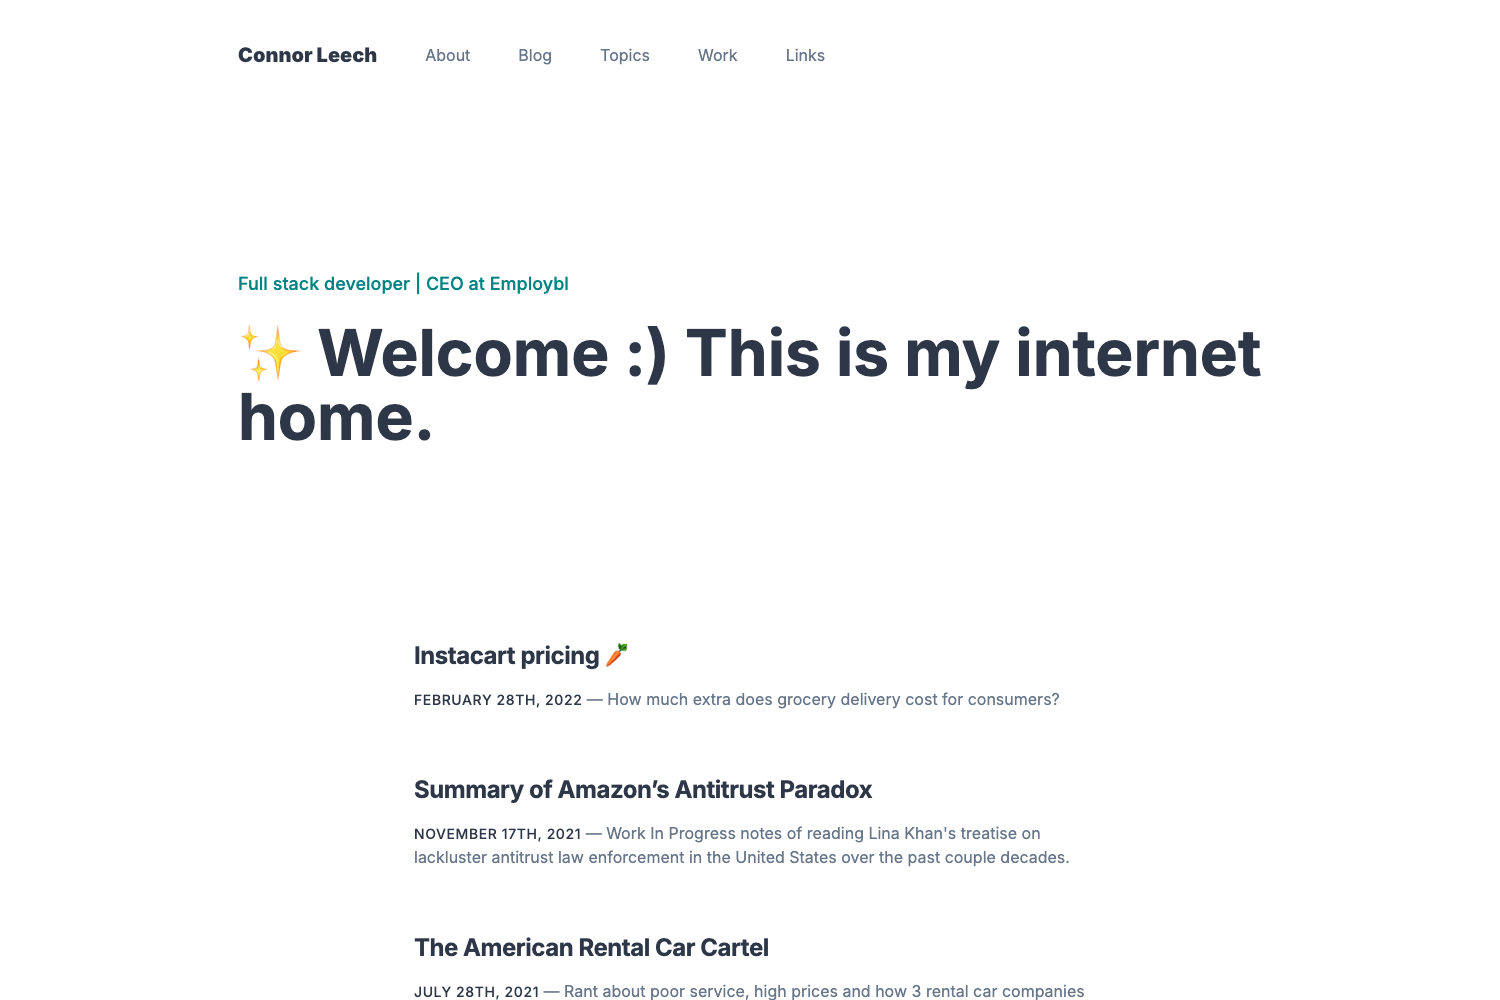 Connor Leech About Blog Topics Work Links
Full stack developer | CEO at Employbl
✨ Welcome :) This is my internet
home.
Instacart pricing 🥕
FEBRUARY 28TH, 2022 — How much extra does grocery delivery cost for consumers?
Summary of Amazon’s Antitrust Paradox
NOVEMBER 17TH, 2021 — Work In Progress notes of reading Lina Khan's treatise on
lackluster antitrust law enforcement in the United States over the past couple decades.
The American Rental Car Cartel
JULY 28TH, 2021 — Rant about poor service, high prices and how 3 rental car companies